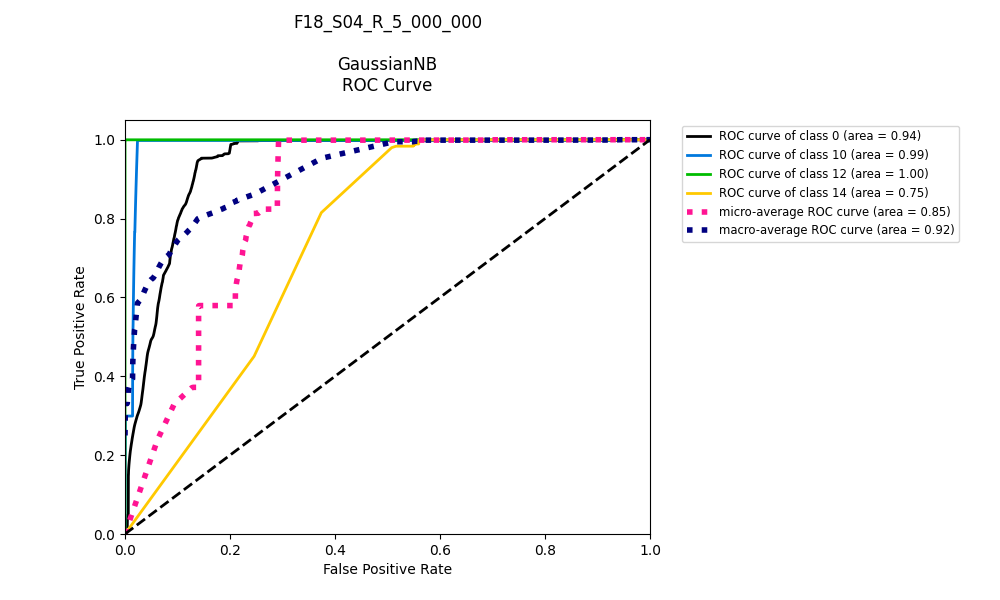 F18_S04_R_5_000_000
GaussianNB
ROC Curve
True Positive Rate
1.0
0.8
0.6
0.4
0.2
0.0
0.0 0.2 0.4 0.6 0.8 1.0
False Positive Rate
ROC curve of class 0 (area = 0.94)
ROC curve of class 10 (area = 0.99)
ROC curve of class 12 (area = 1.00)
ROC curve of class 14 (area = 0.75)
micro-average ROC curve (area = 0.85)
macro-average ROC curve (area = 0.92)